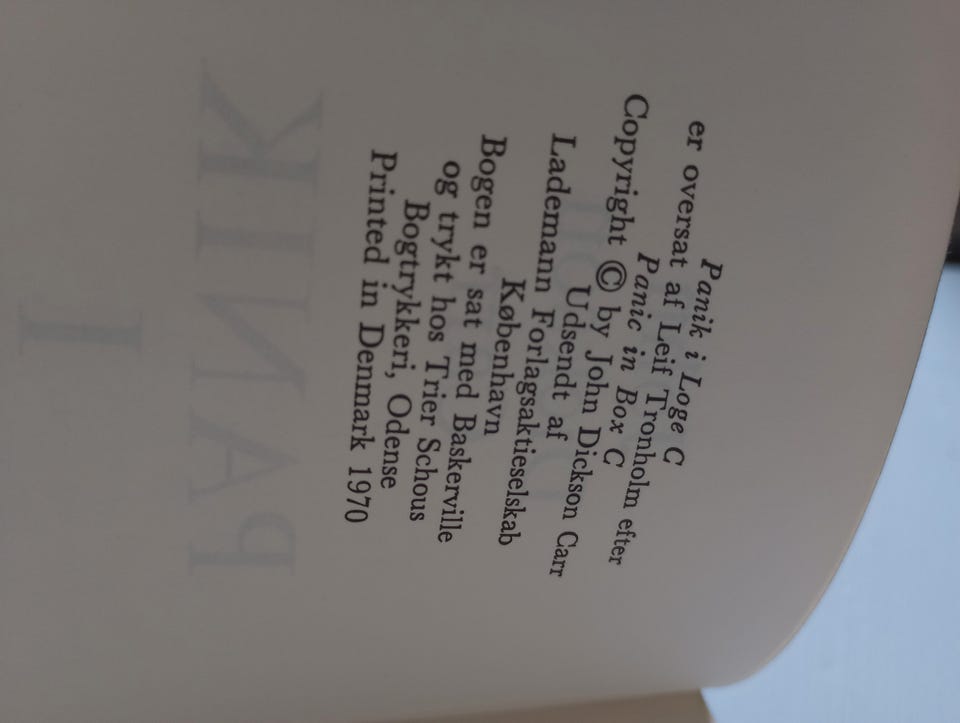 Panik i Loge C
er oversat af Leif Tronholm efter
Panic in Box C
Copyright © by John Dickson Carr
Udsendt af
Lademann Forlagsaktieselskab
København
Bogen er sat med Baskerville
og trykt hos Trier Schous
Bogtrykkeri, Odense
Printed in Denmark 1970
PANIK
I